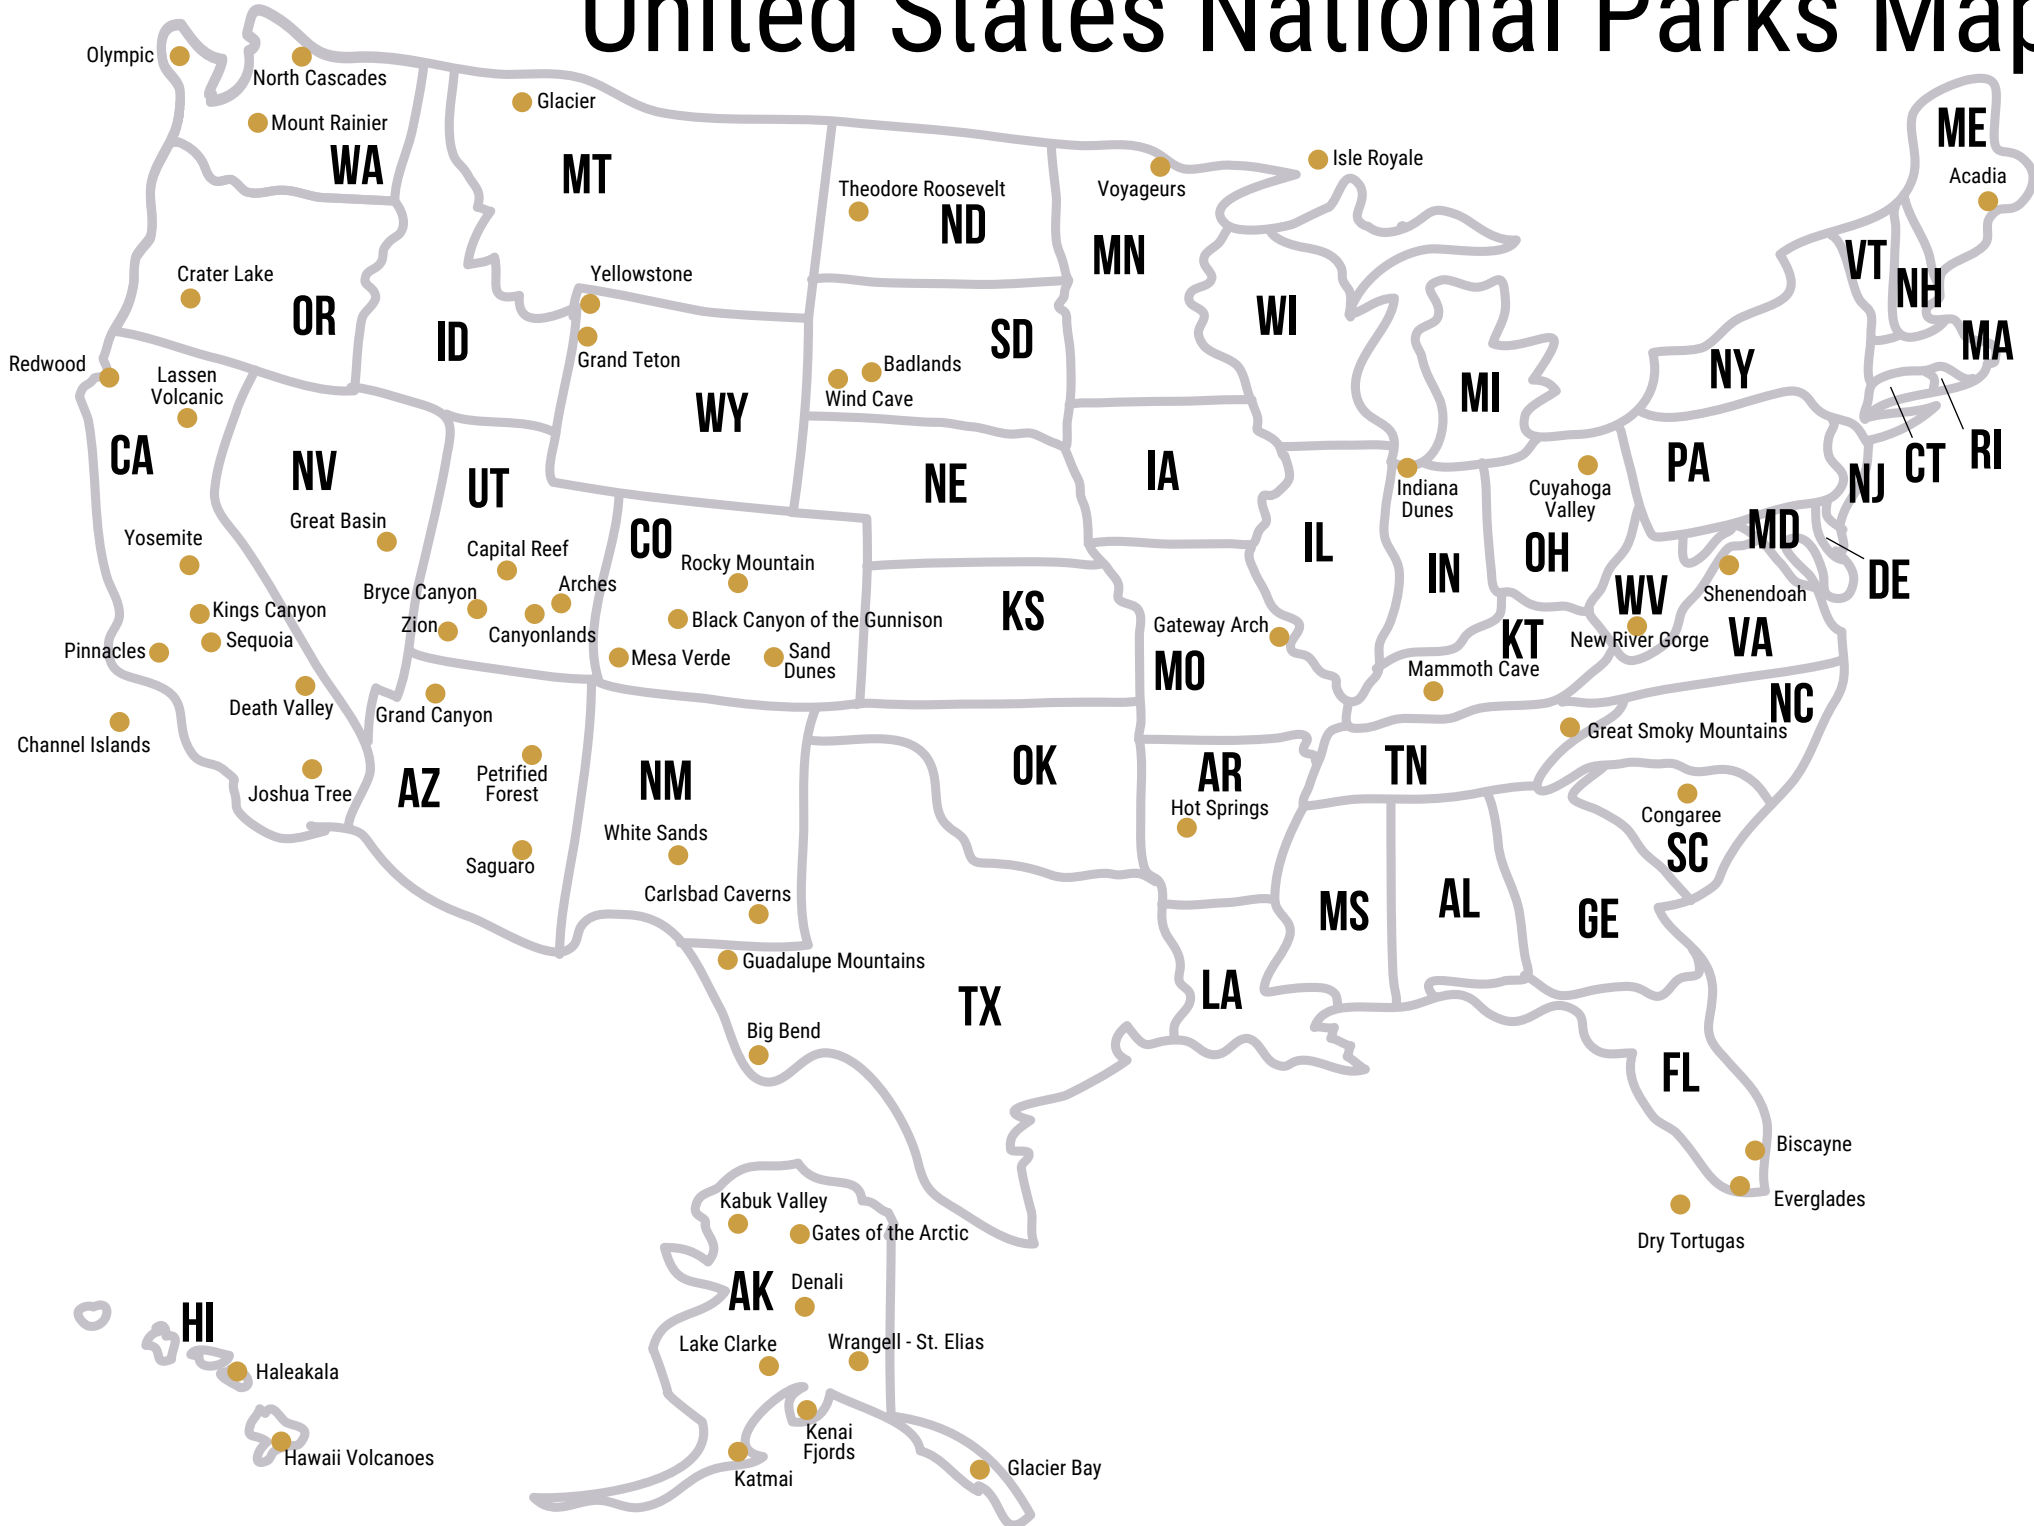 United States National Parks Map
Olympic
North Cascades
Mount Rainier
WA
Glacier
MT
Theodore Roosevelt
ND
Voyageurs
MN
Isle Royale
ME
Acadia
VT
NH
MA
Crater Lake
OR
ID
Yellowstone
Grand Teton
WY
SD
Badlands
Wind Cave
WI
MI
NY
Redwood
Lassen
Volcanic
CA
NV
UT
NE
IA
PA
NJ
CT
RI
Indiana
Dunes
Cuyahoga
Valley
Great Basin
Yosemite
Capital Reef
CO
Rocky Mountain
IL
IN
OH
MD
DE
Bryce Canyon
Arches
Zion
Canyonlands
Black Canyon of the Gunnison
KS
WV
Shenendoah
Kings Canyon
Sequoia
Pinnacles
Mesa Verde
Sand
Dunes
Gateway Arch
MO
KT
New River Gorge
VA
Mammoth Cave
Death Valley
Grand Canyon
NC
Channel Islands
Great Smoky Mountains
Joshua Tree
AZ
Petrified
Forest
NM
OK
AR
Hot Springs
TN
Congaree
SC
White Sands
Saguaro
Carlsbad Caverns
MS
AL
GE
Guadalupe Mountains
TX
LA
Big Bend
FL
Biscayne
Everglades
Dry Tortugas
Kabuk Valley
Gates of the Arctic
AK
Denali
Lake Clarke
Wrangell - St. Elias
Kenai
Fjords
Katmai
Glacier Bay
HI
Haleakala
Hawaii Volcanoes